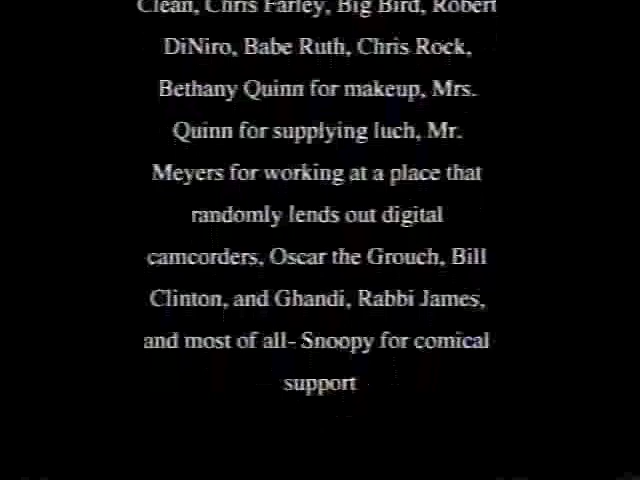 Clean, Chris Farley, Big Bird, Robert
DiNiro, Babe Ruth, Chris Rock,
Bethany Quinn for makeup, Mrs.
Quinn for supplying luch, Mr.
Meyers for working at a place that
randomly lends out digital
camcorders, Oscar the Grouch, Bill
Clinton, and Ghandi, Rabbi James,
and most of all- Snoopy for comical
support